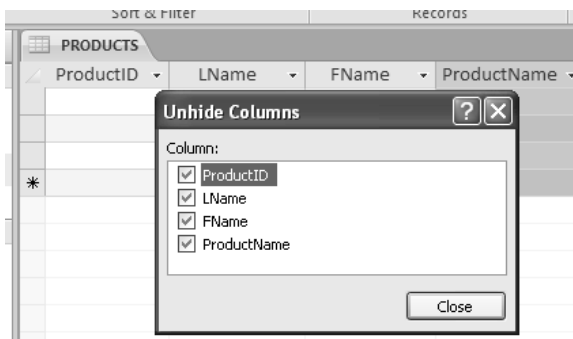 Sort & Filter Records
PRODUCTS
ProductID LName FName ProductName
Unhide Columns
Column:
ProductID
LName
FName
ProductName
Close